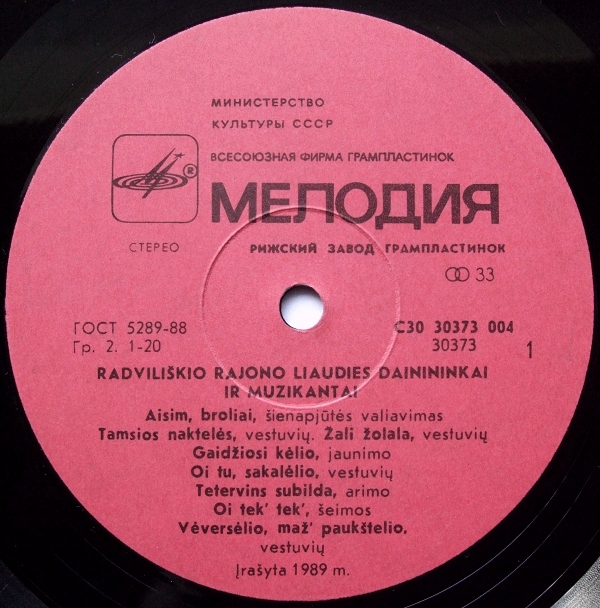 МИНИСТЕРСТВО
КУЛЬТУРЫ СССР
ВСЕСОЮЗНАЯ ФИРМА ГРАМПЛАСТИНОК
®
МЕЛОДИЯ
СТЕРЕО
РИЖСКИЙ ЗАВОД ГРАМПЛАСТИНОК
33
ГОСТ 5289-88
С30 30373 004
Гр. 2. 1-20
30373
1
RADVILIŠKIO RAJONO LIAUDIES DAINININKAI
IR MUZIKANTAI
Aisim, broliai, šienapjūtės valiavimas
Tamsios naktelės, vestuvių. Žali žolala, vestuvių
Gaidžiosi kėlio, jaunimo
Oi tu, sakalėlio, vestuvių
Tetervins subilda, arimo
Oi tek' tek', šeimos
Vėversėlio, maž' paukštelio.
vestuvių
Įrašyta 1989 m.